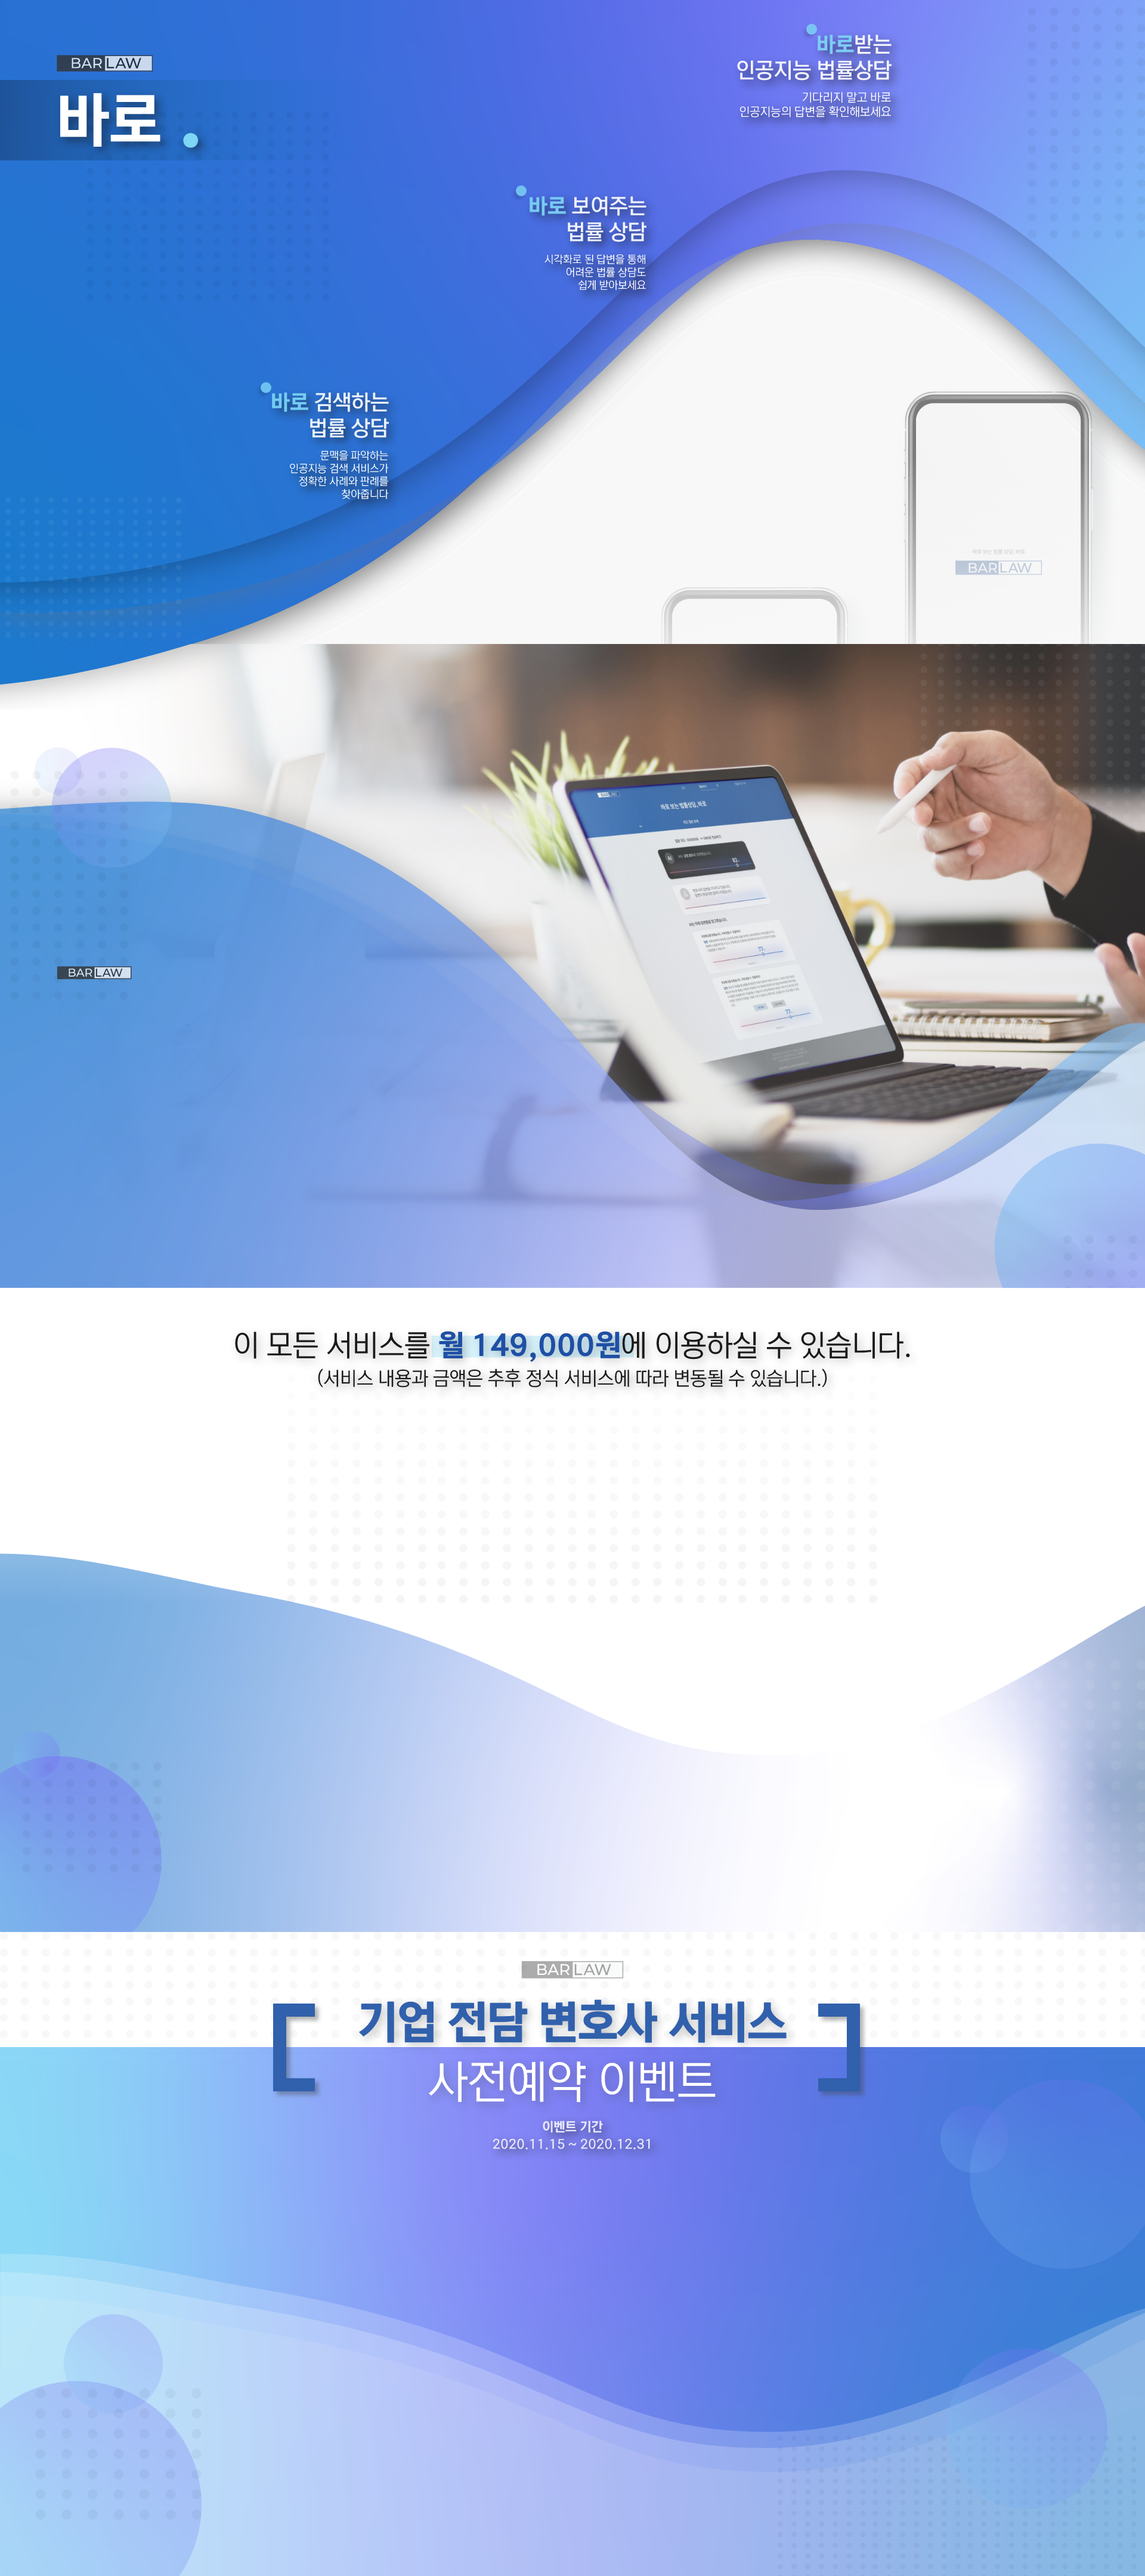 BARLAW
바로
바로받는
인공지능 법률상담
기다리지 말고 바로
인공지능의 답변을 확인해보세요
바로 보여주는
법률 상담
시각화로 된 답변을 통해
어려운 법률 상담도
쉽게 받아보세요
바로 검색하는
법률 상담
문맥을 파악하는
인공지능 검색 서비스가
정확한 사례와 판례를
찾아줍니다
BARLAW
바로 보는 법률상담, 바로
BARLAW
이 모든 서비스를 월 149,000원에 이용하실 수 있습니다.
(서비스 내용과 금액은 추후 정식 서비스에 따라 변동될 수 있습니다.)
BARLAW
기업 전담 변호사 서비스
사전예약 이벤트
이벤트 기간
2020.11.15 ~ 2020.12.31